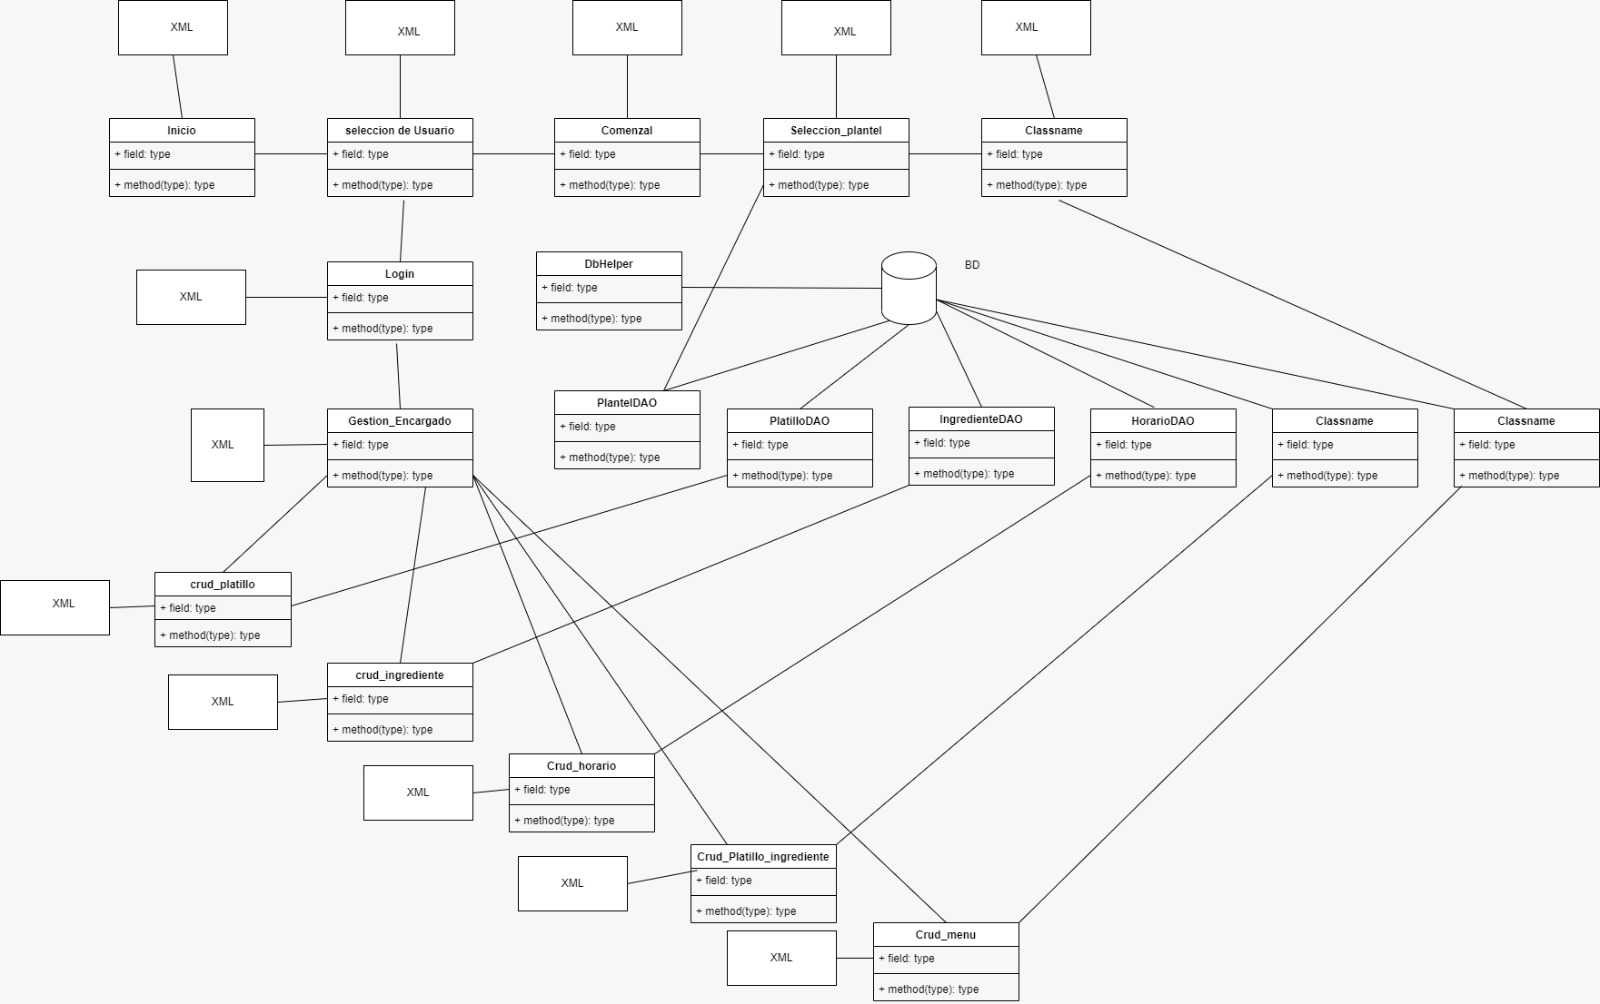 XML
XML
XML
XML
XML
Inicio
+ field: type
+ method(type): type
seleccion de Usuario
+ field: type
+ method(type): type
Comenzal
+ field: type
+ method(type): type
Seleccion_plantel
+ field: type
+ method(type): type
Classname
+ field: type
+ method(type): type
XML
Login
+ field: type
+ method(type): type
DbHelper
+ field: type
+ method(type): type
BD
XML
Gestion_Encargado
+ field: type
+ method(type): type
PlantelDAO
+ field: type
+ method(type): type
PlatilloDAO
+ field: type
+ method(type): type
IngredienteDAO
+ field: type
+ method(type): type
HorarioDAO
+ field: type
+ method(type): type
Classname
+ field: type
+ method(type): type
Classname
+ field: type
+ method(type): type
XML
crud_platillo
+ field: type
+ method(type): type
XML
crud_ingrediente
+ field: type
+ method(type): type
XML
Crud_horario
+ field: type
+ method(type): type
XML
Crud_Platillo_ingrediente
+ field: type
+ method(type): type
XML
Crud_menu
+ field: type
+ method(type): type